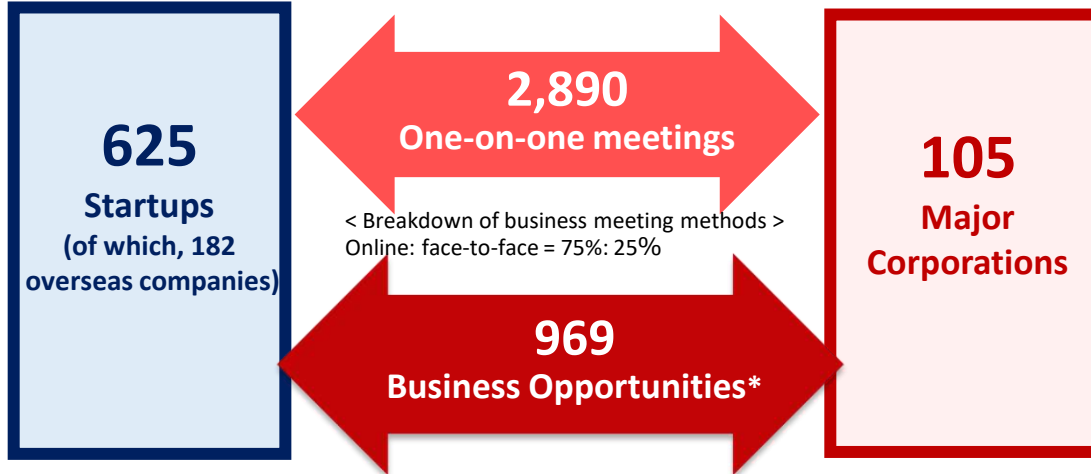 625
Startups
(of which, 182
overseas companies)
2,890
One-on-one meetings
< Breakdown of business meeting methods >
Online: face-to-face = 75%: 25%
969
Business Opportunities*
105
Major
Corporations